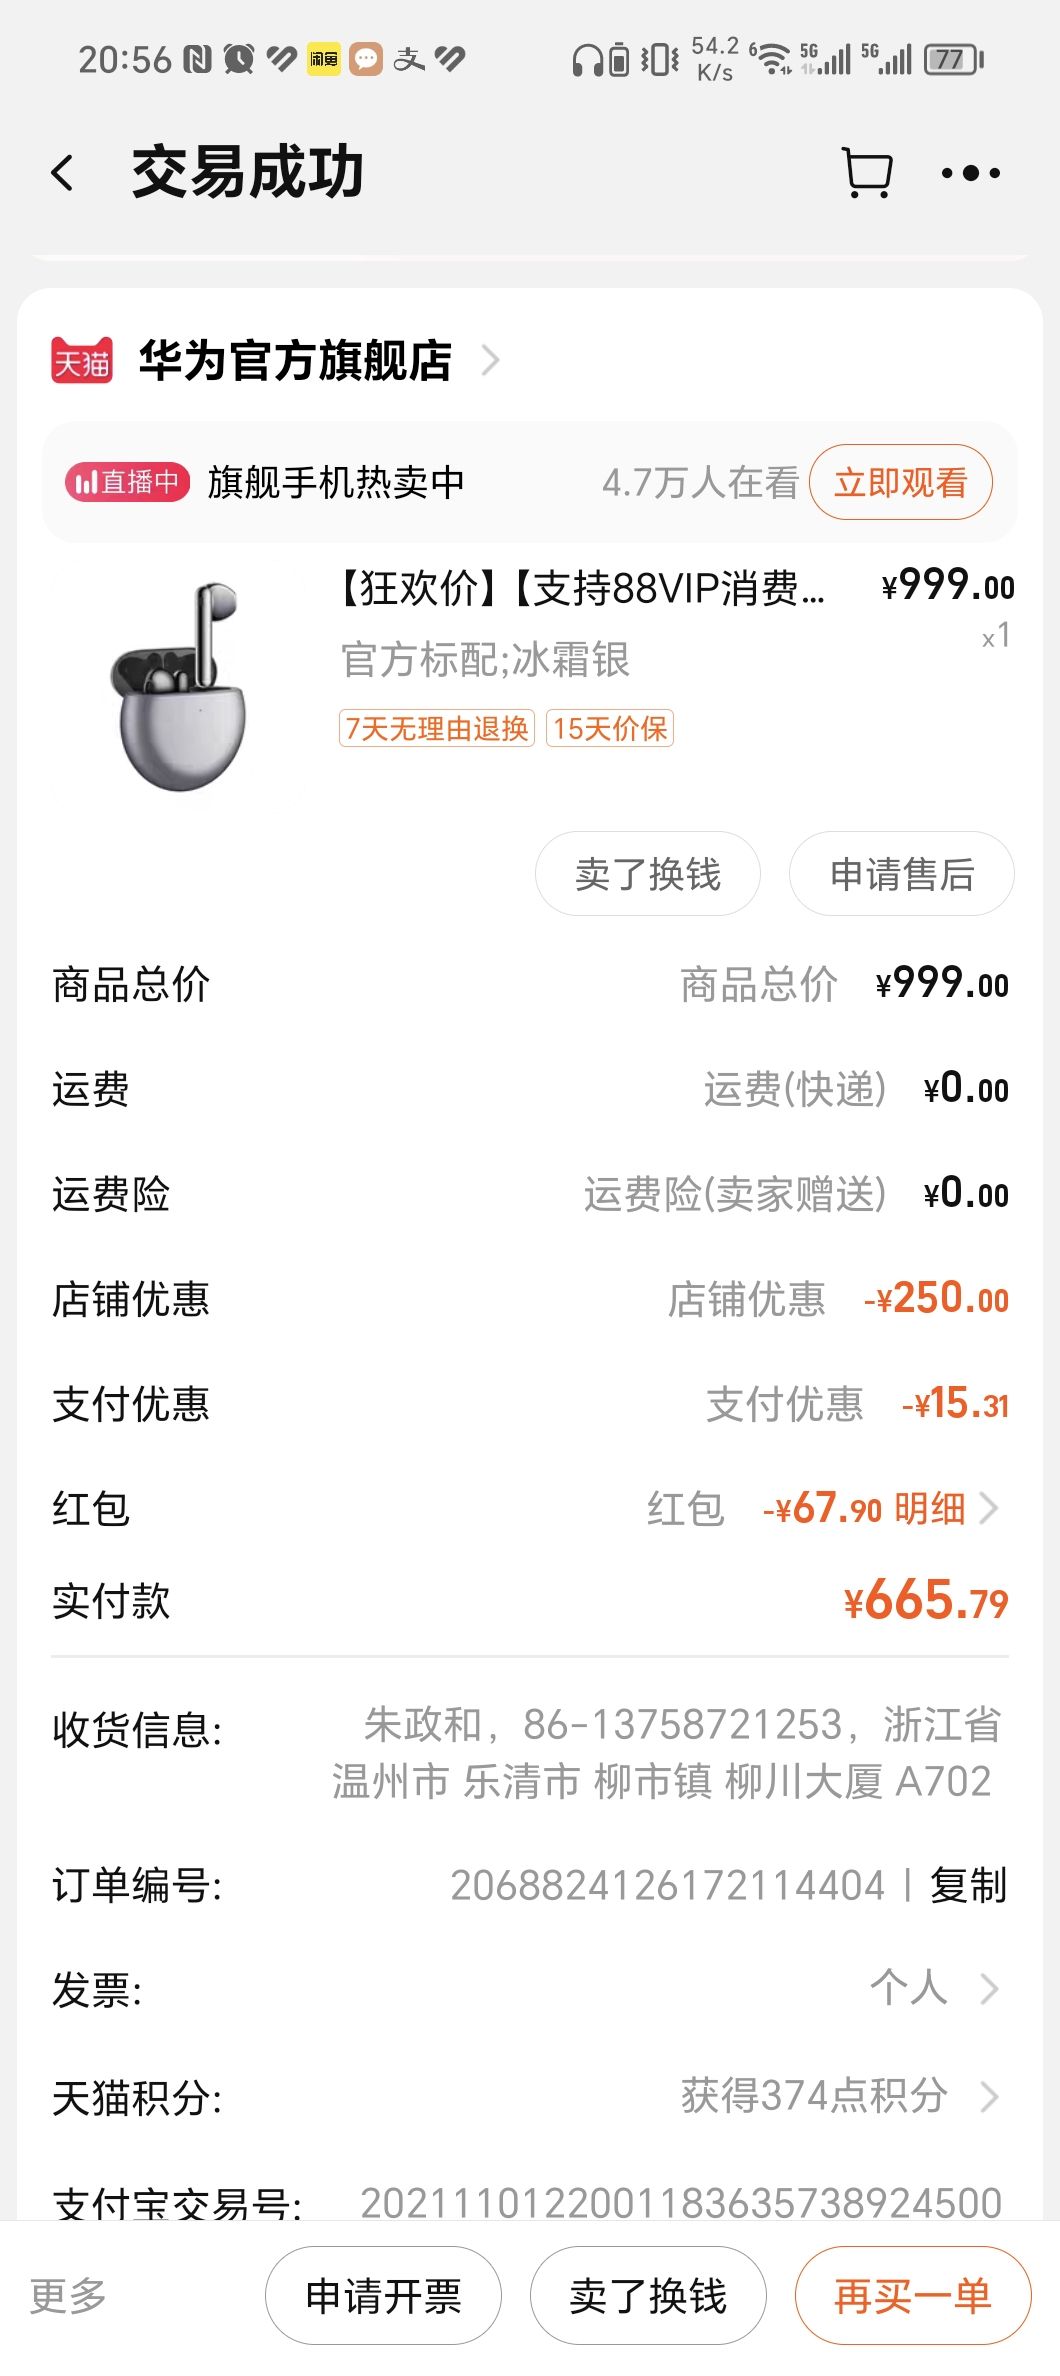 20:56 闲鱼 支 54.2 K/s 6 5G 5G 77
交易成功
天猫 华为官方旗舰店
直播中 旗舰手机热卖中 4.7万人在看 立即观看
【狂欢价】【支持88VIP消费... ¥999.00
官方标配;冰霜银 x1
7天无理由退换 15天价保
卖了换钱 申请售后
商品总价 商品总价 ¥999.00
运费 运费(快递) ¥0.00
运费险 运费险(卖家赠送) ¥0.00
店铺优惠 店铺优惠 -¥250.00
支付优惠 支付优惠 -¥15.31
红包 红包 -¥67.90 明细
实付款 ¥665.79
收货信息: 朱政和，86-13758721253，浙江省
温州市 乐清市 柳市镇 柳川大厦 A702
订单编号: 2068824126172114404 | 复制
发票: 个人
天猫积分: 获得374点积分
支付宝交易号: 2021110122001183635738924500
更多 申请开票 卖了换钱 再买一单